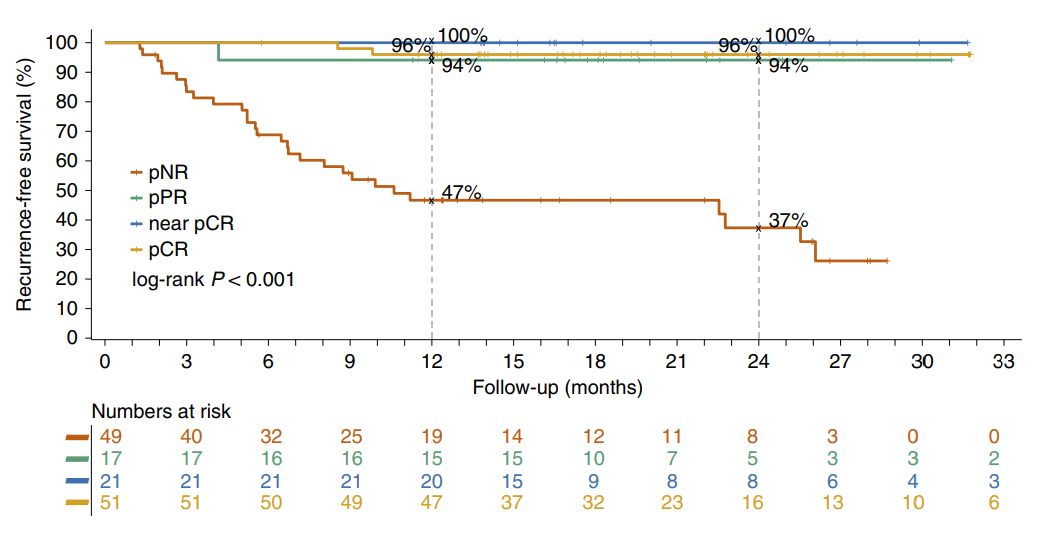 Recurrence-free survival (%)
100
90
80
70
60
50
40
30
20
10
0
96%
100%
94%
96%
100%
94%
47%
37%
pNR
pPR
near pCR
pCR
log-rank P < 0.001
0 3 6 9 12 15 18 21 24 27 30 33
Follow-up (months)
Numbers at risk
49 40 32 25 19 14 12 11 8 3 0 0
17 17 16 16 15 15 10 7 5 3 3 2
21 21 21 21 20 15 9 8 8 6 4 3
51 51 50 49 47 37 32 23 16 13 10 6